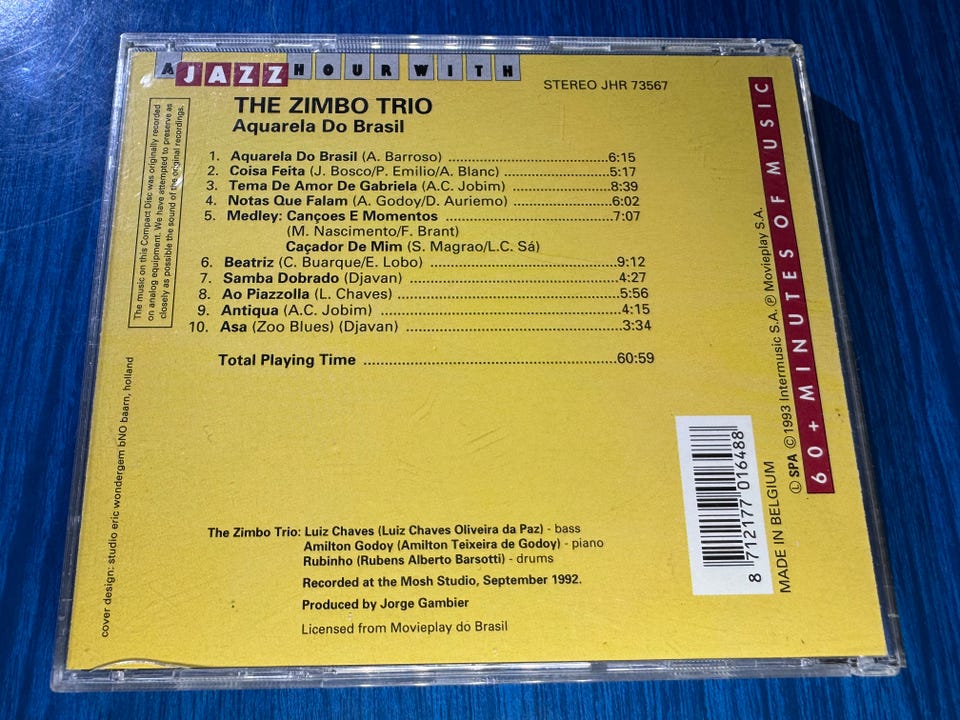 A JAZZ HOUR WITH
STEREO JHR 73567
THE ZIMBO TRIO
Aquarela Do Brasil
1. Aquarela Do Brasil (A. Barroso) ........ 6:15
2. Coisa Feita (J. Bosco/P. Emilio/A. Blanc) ........ 5:17
3. Tema De Amor De Gabriela (A.C. Jobim) ........ 8:39
4. Notas Que Falam (A. Godoy/D. Auriemo) ........ 6:02
5. Medley: Cançoes E Momentos ........ 7:07
(M. Nascimento/F. Brant)
Caçador De Mim (S. Magrao/L.C. Sá)
6. Beatriz (C. Buarque/E. Lobo) ........ 9:12
7. Samba Dobrado (Djavan) ........ 4:27
8. Ao Piazzolla (L. Chaves) ........ 5:56
9. Antiqua (A.C. Jobim) ........ 4:15
10. Asa (Zoo Blues) (Djavan) ........ 3:34
Total Playing Time ........ 60:59
The Zimbo Trio: Luiz Chaves (Luiz Chaves Oliveira da Paz) - bass
Amilton Godoy (Amilton Teixeira de Godoy) - piano
Rubinho (Rubens Alberto Barsotti) - drums
Recorded at the Mosh Studio, September 1992.
Produced by Jorge Gambier
Licensed from Movieplay do Brasil
The music on this Compact Disc was originally recorded
on analog equipment. We have attempted to preserve as
closely as possible the sound of the original recordings.
cover design: studio eric wondergem bNO baarn, holland
60+ MINUTES OF MUSIC
Ⓛ SPA © 1993 Intermusic S.A. ℗ Movieplay S.A.
MADE IN BELGIUM
8 712177 016488